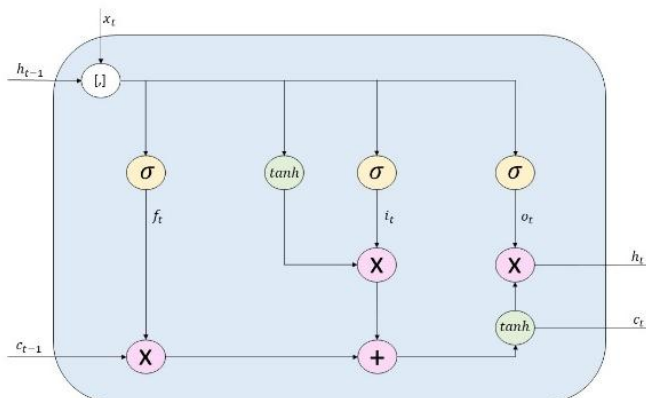 x_t
h_{t-1} [,]
σ tanh σ σ
f_t i_t o_t
X X h_t
tanh c_t
c_{t-1} X +